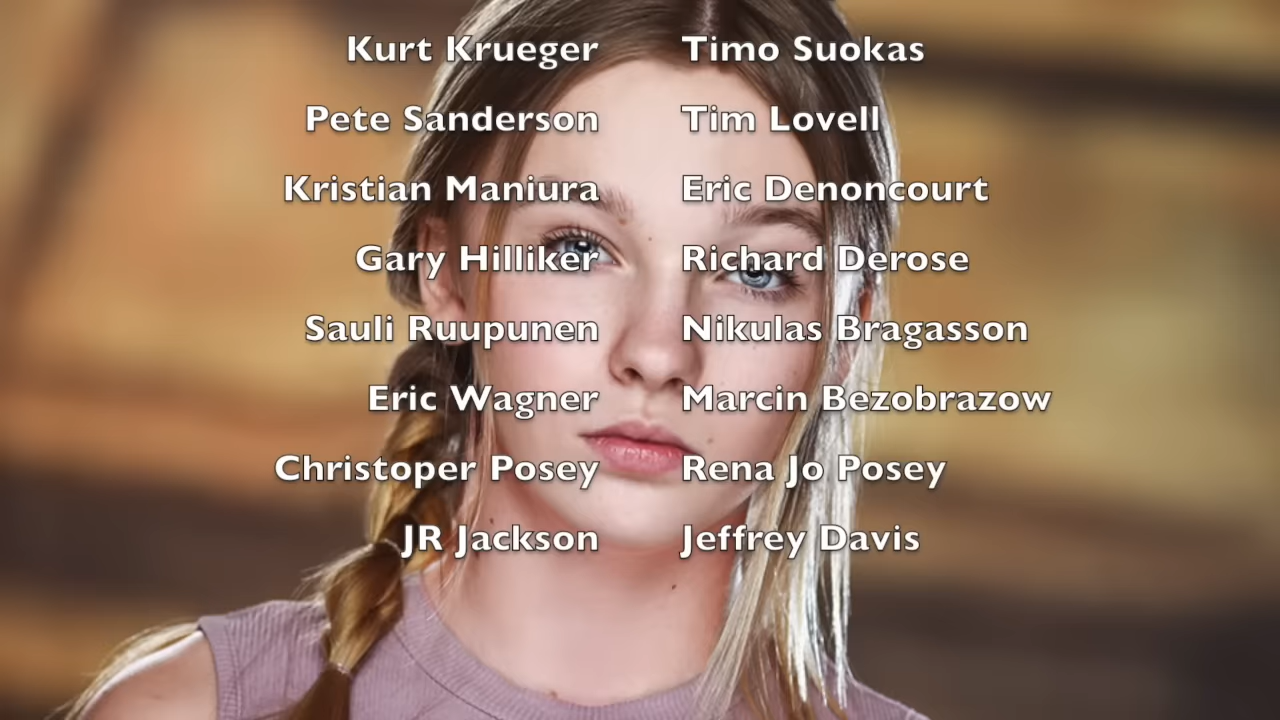 Kurt Krueger Timo Suokas
Pete Sanderson Tim Lovell
Kristian Maniura Eric Denoncourt
Gary Hilliker Richard Derose
Sauli Ruupunen Nikulas Bragasson
Eric Wagner Marcin Bezobrazow
Christoper Posey Rena Jo Posey
JR Jackson Jeffrey Davis